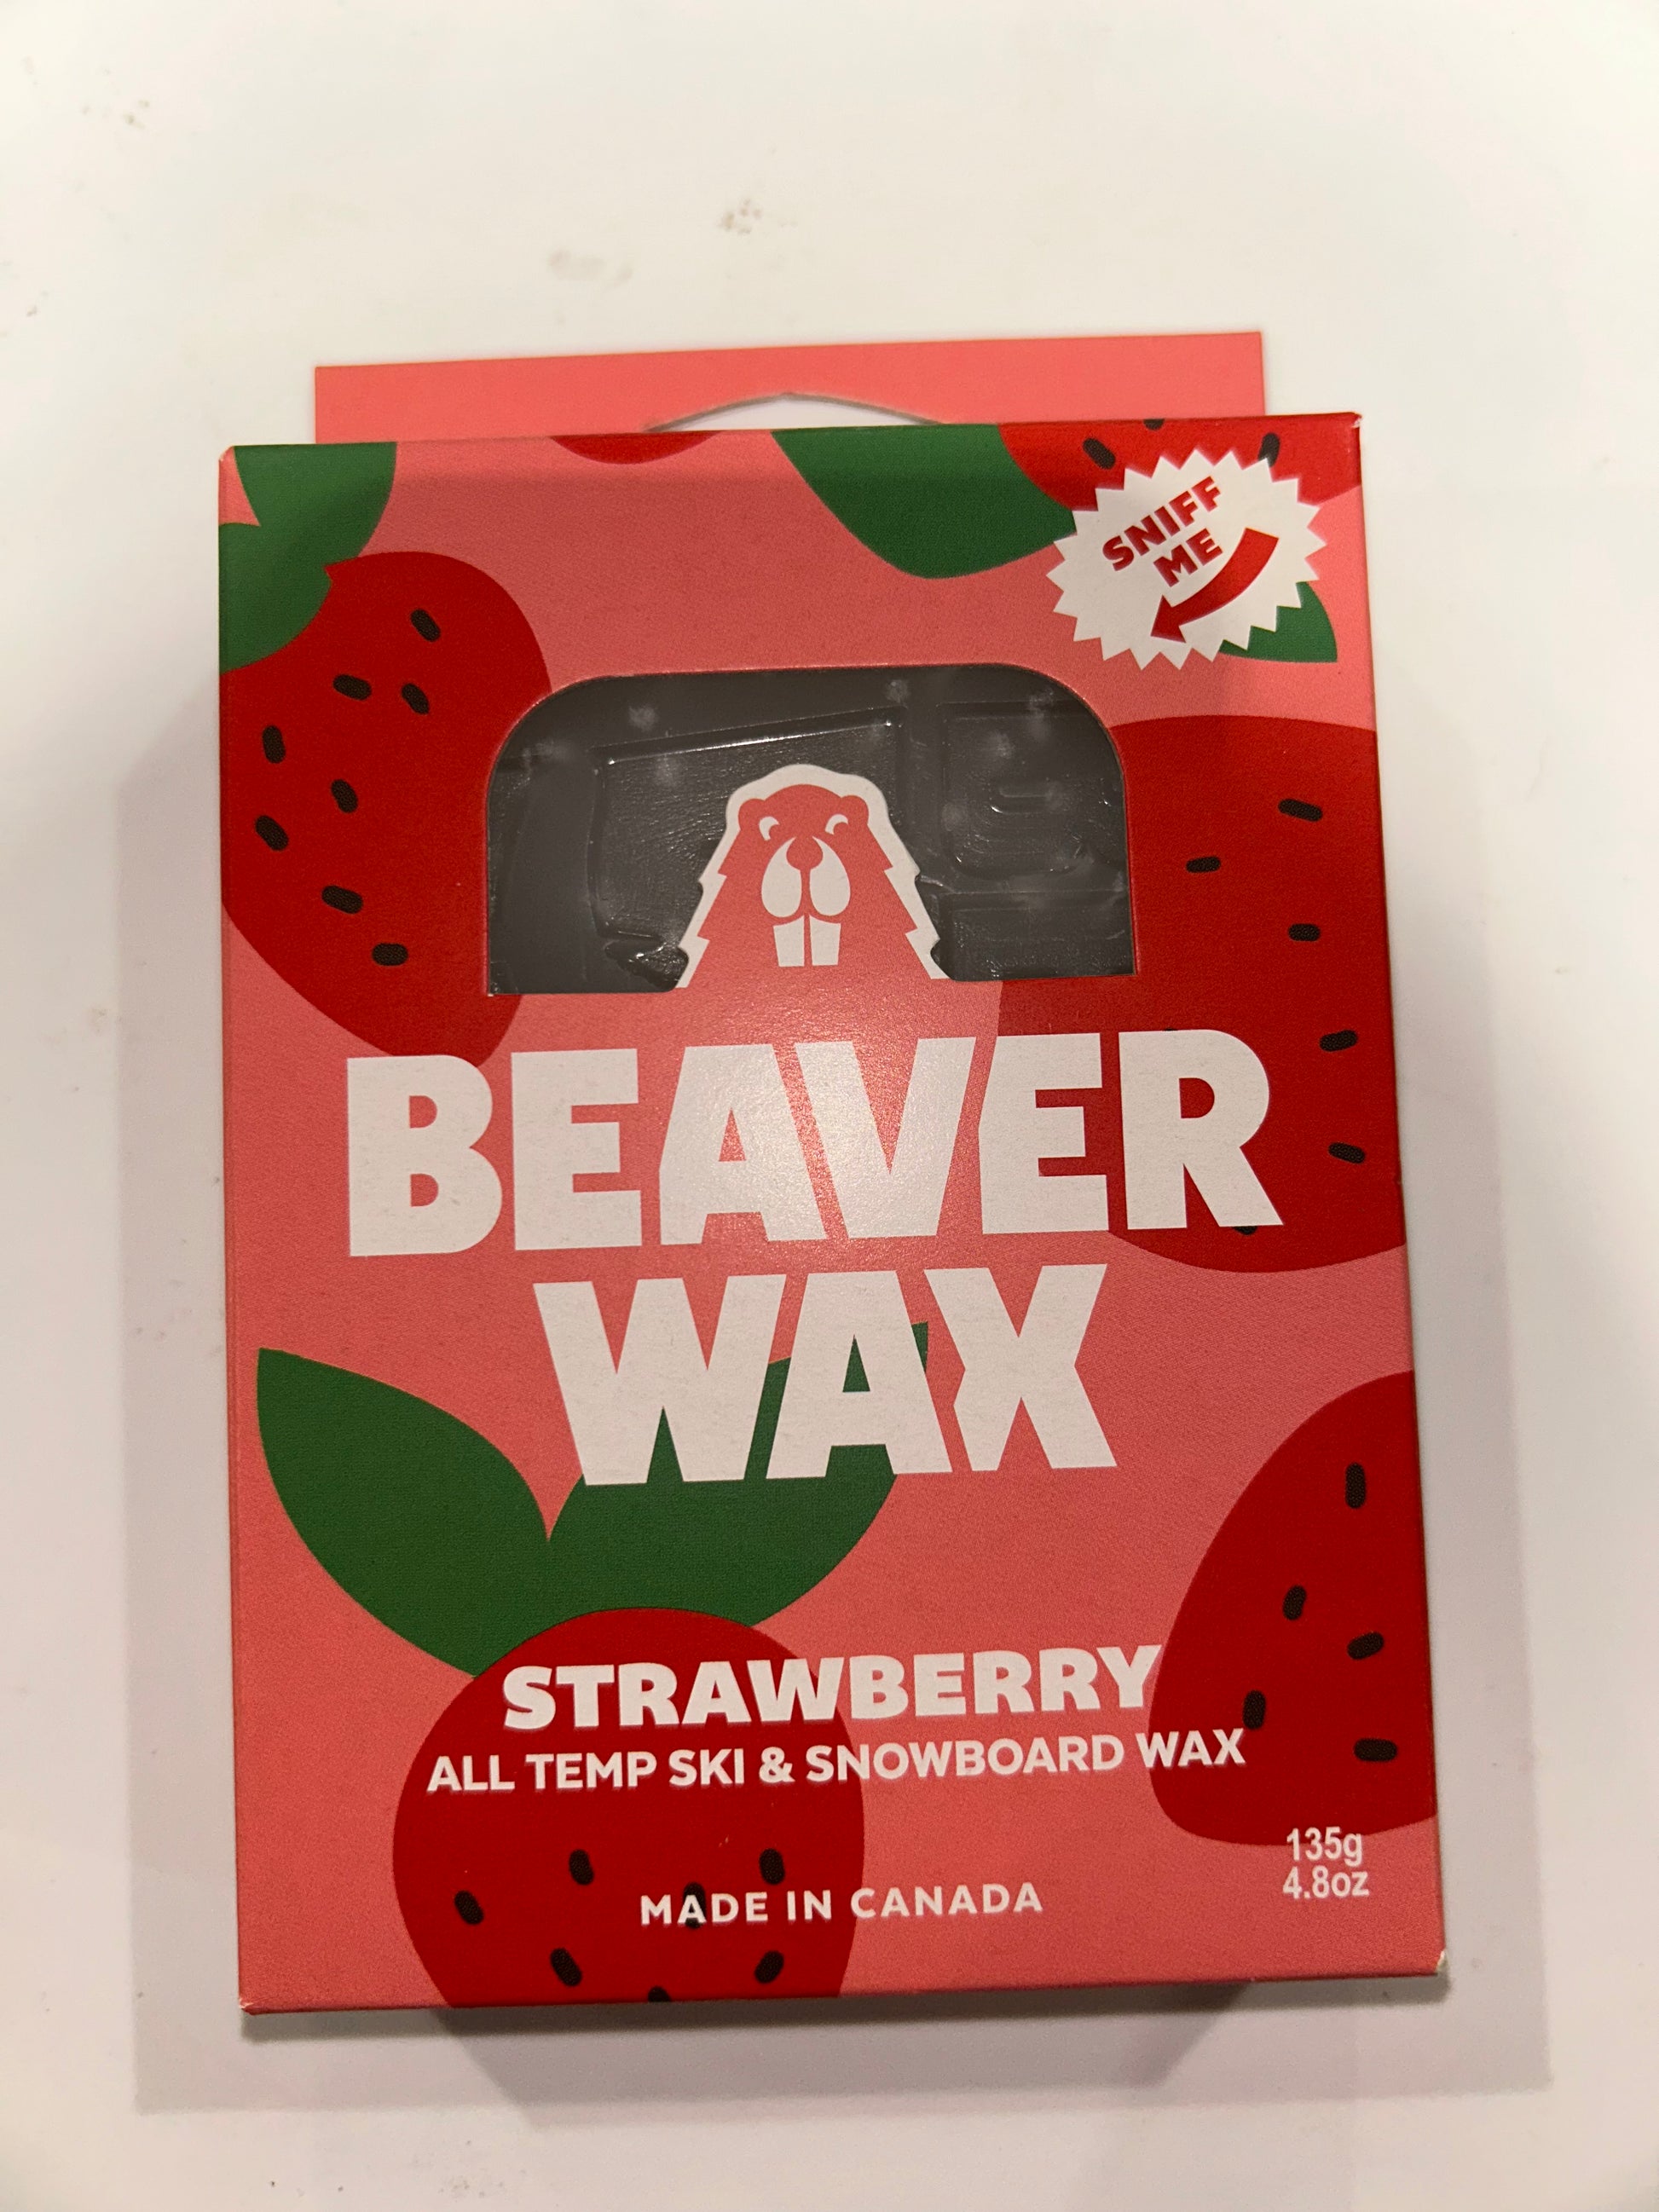 SNIFF
ME
BEAVER
WAX
STRAWBERRY
ALL TEMP SKI & SNOWBOARD WAX
135g
4.8oz
MADE IN CANADA